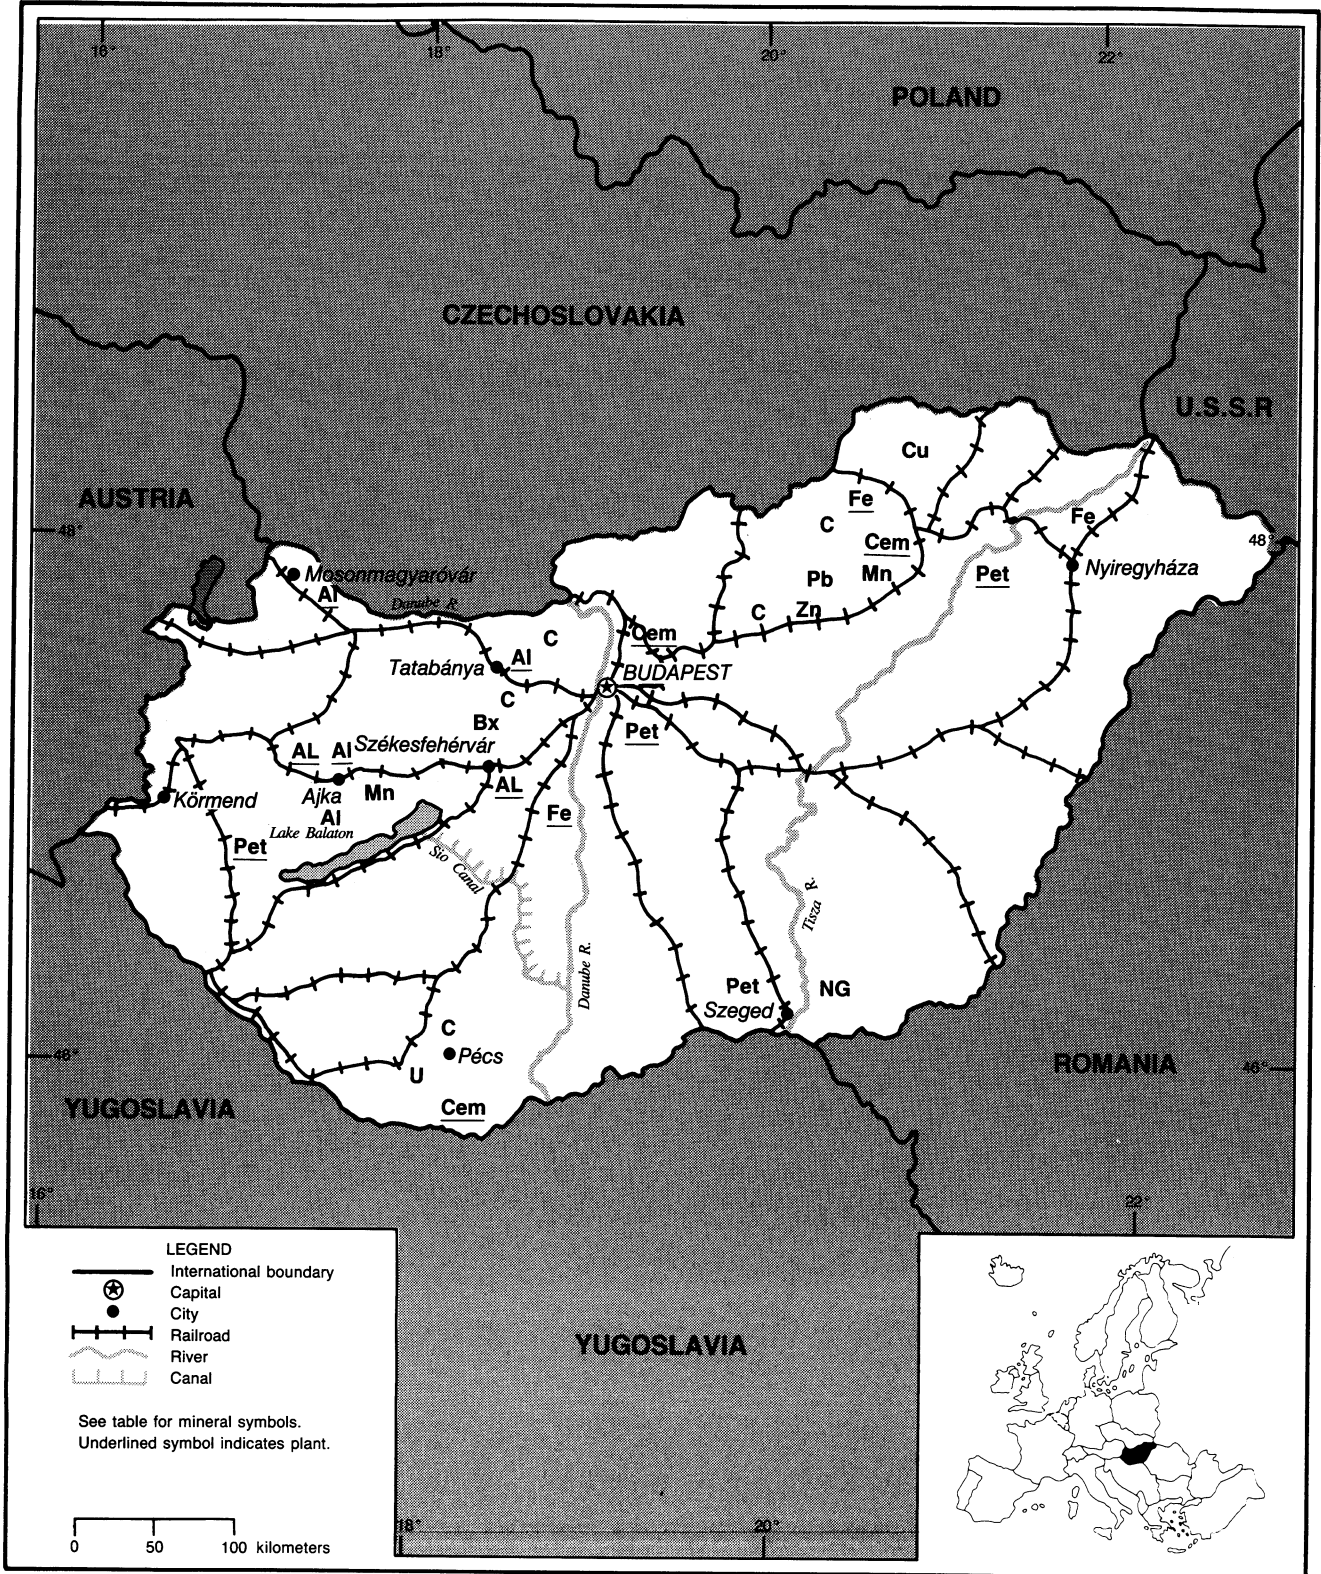 16°
18°
20°
22°
POLAND
CZECHOSLOVAKIA
U.S.S.R
AUSTRIA
48°
48°
Cu
Fe
C
Cem
Pb
Mn
Pet
Fe
Nyiregyháza
C
Zn
Mosonmagyaróvár
Al
Danube R
C
Cem
Tatabánya
Al
BUDAPEST
C
Bx
Pet
AL
Al
Székesfehérvár
Ajka
Mn
AL
Körmend
Al
Lake Balaton
Fe
Pet
Sio Canal
Tisza R.
Danube R.
Pet
NG
Szeged
C
Pécs
U
Cem
46°
46°
ROMANIA
YUGOSLAVIA
16°
22°
LEGEND
International boundary
Capital
City
Railroad
River
Canal
See table for mineral symbols.
Underlined symbol indicates plant.
0 50 100 kilometers
YUGOSLAVIA
18°
20°